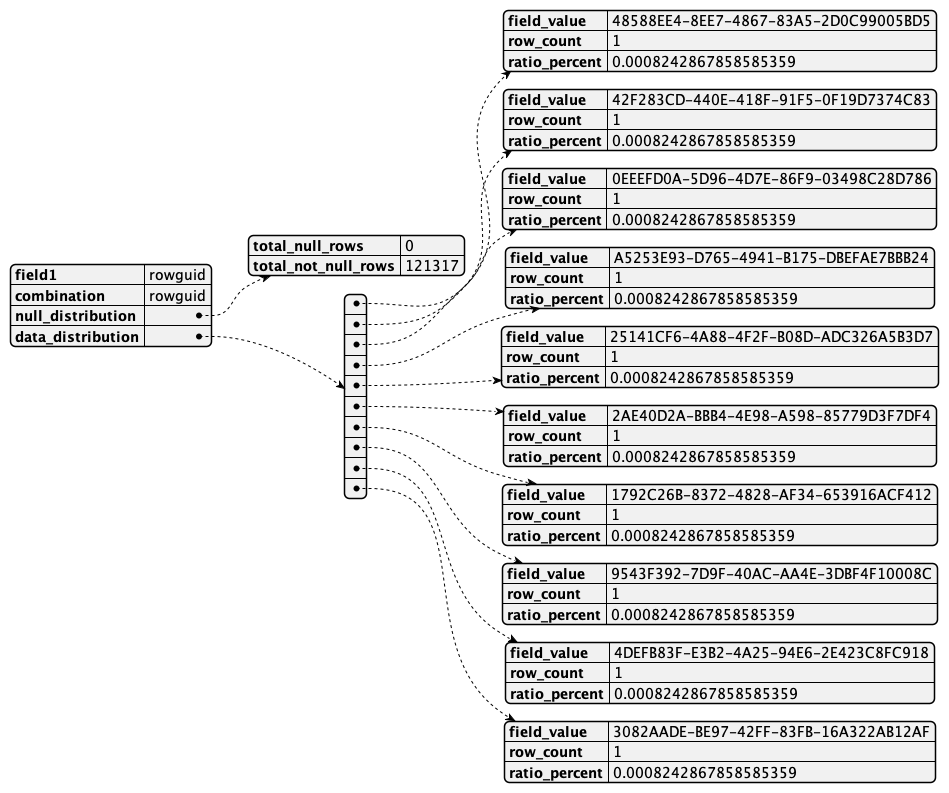 field1 rowguid
combination rowguid
null_distribution
data_distribution
total_null_rows 0
total_not_null_rows 121317
field_value 48588EE4-8EE7-4867-83A5-2D0C99005BD5
row_count 1
ratio_percent 0.0008242867858585359
field_value 42F283CD-440E-418F-91F5-0F19D7374C83
row_count 1
ratio_percent 0.0008242867858585359
field_value 0EEEFD0A-5D96-4D7E-86F9-03498C28D786
row_count 1
ratio_percent 0.0008242867858585359
field_value A5253E93-D765-4941-B175-DBEFAE7BBB24
row_count 1
ratio_percent 0.0008242867858585359
field_value 25141CF6-4A88-4F2F-B08D-ADC326A5B3D7
row_count 1
ratio_percent 0.0008242867858585359
field_value 2AE40D2A-BBB4-4E98-A598-85779D3F7DF4
row_count 1
ratio_percent 0.0008242867858585359
field_value 1792C26B-8372-4828-AF34-653916ACF412
row_count 1
ratio_percent 0.0008242867858585359
field_value 9543F392-7D9F-40AC-AA4E-3DBF4F10008C
row_count 1
ratio_percent 0.0008242867858585359
field_value 4DEFB83F-E3B2-4A25-94E6-2E423C8FC918
row_count 1
ratio_percent 0.0008242867858585359
field_value 3082AADE-BE97-42FF-83FB-16A322AB12AF
row_count 1
ratio_percent 0.0008242867858585359